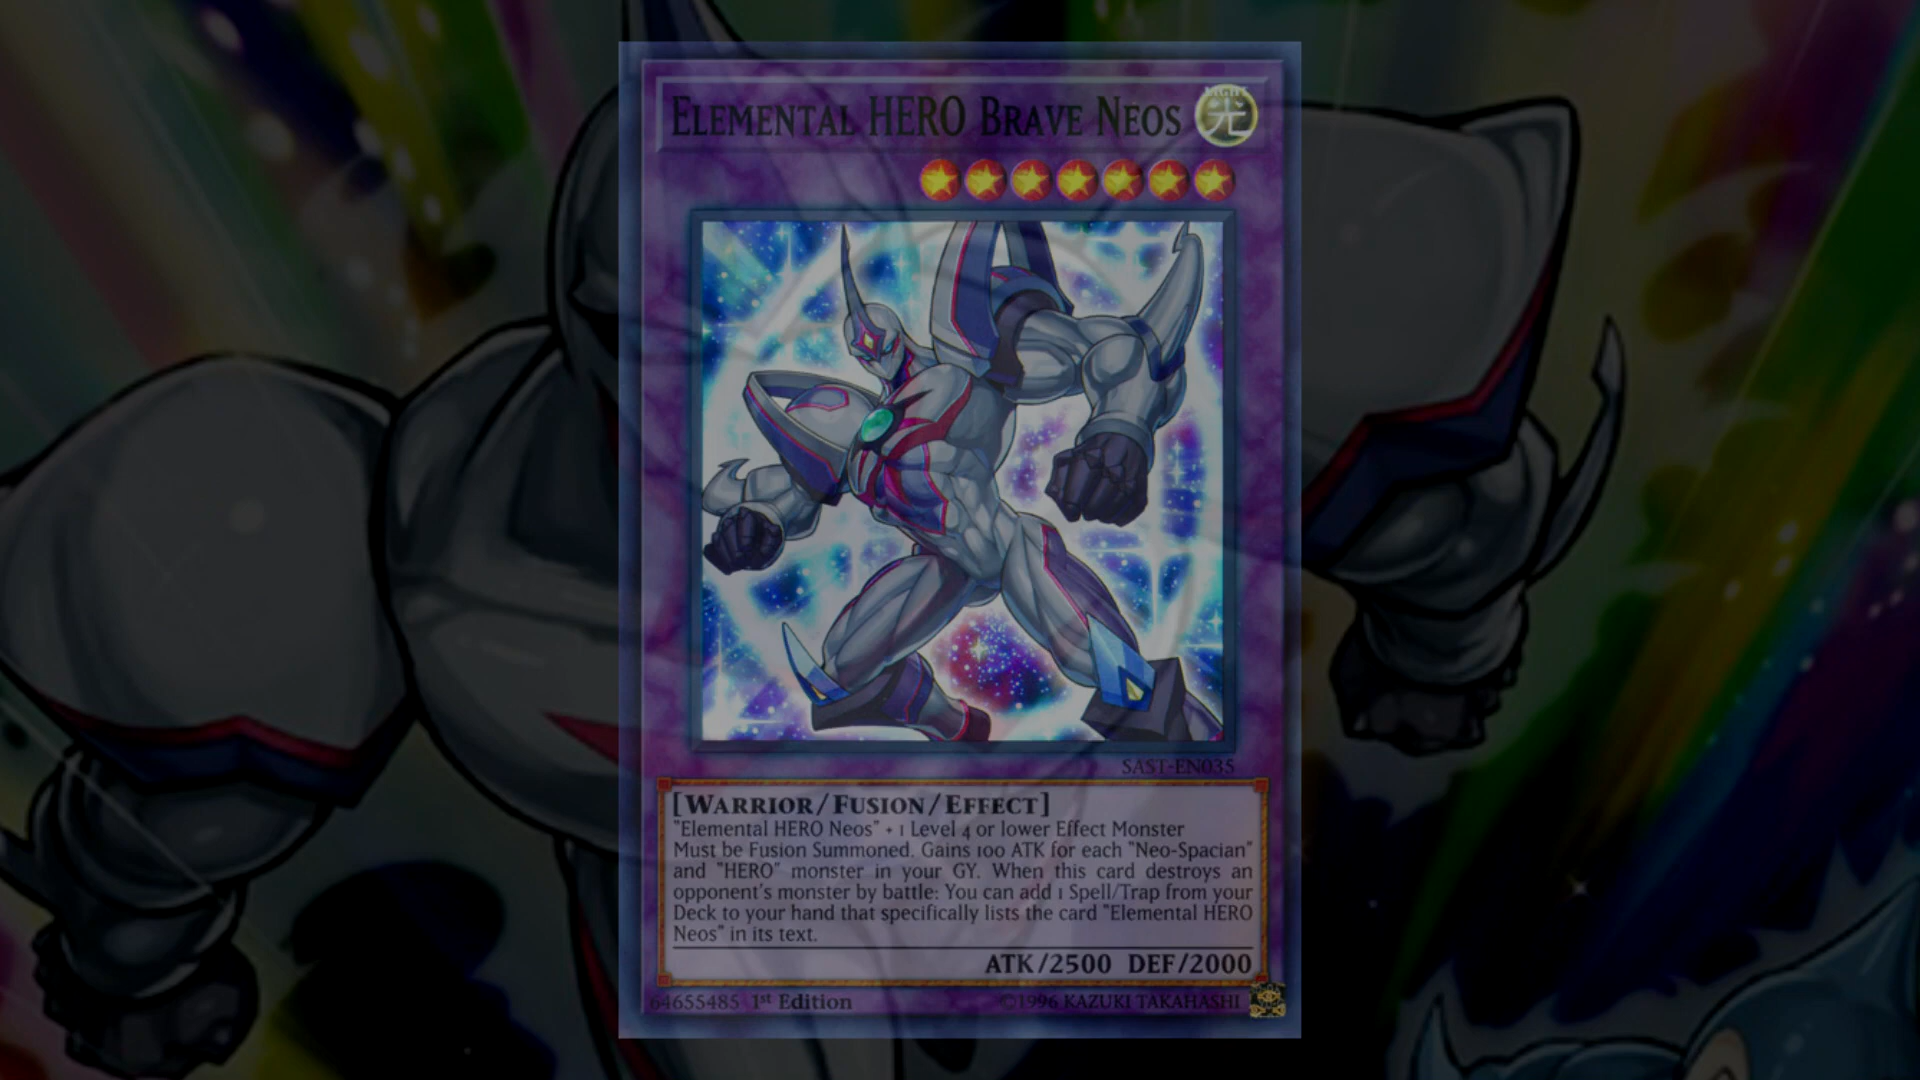 Elemental HERO Brave Neos
LIGHT
光
SAST-EN035
[Warrior/Fusion/Effect]
"Elemental HERO Neos" + 1 Level 4 or lower Effect Monster
Must be Fusion Summoned. Gains 100 ATK for each "Neo-Spacian"
and "HERO" monster in your GY. When this card destroys an
opponent's monster by battle: You can add 1 Spell/Trap from your
Deck to your hand that specifically lists the card "Elemental HERO
Neos" in its text.
ATK/2500 DEF/2000
64655485 1st Edition ©1996 KAZUKI TAKAHASHI